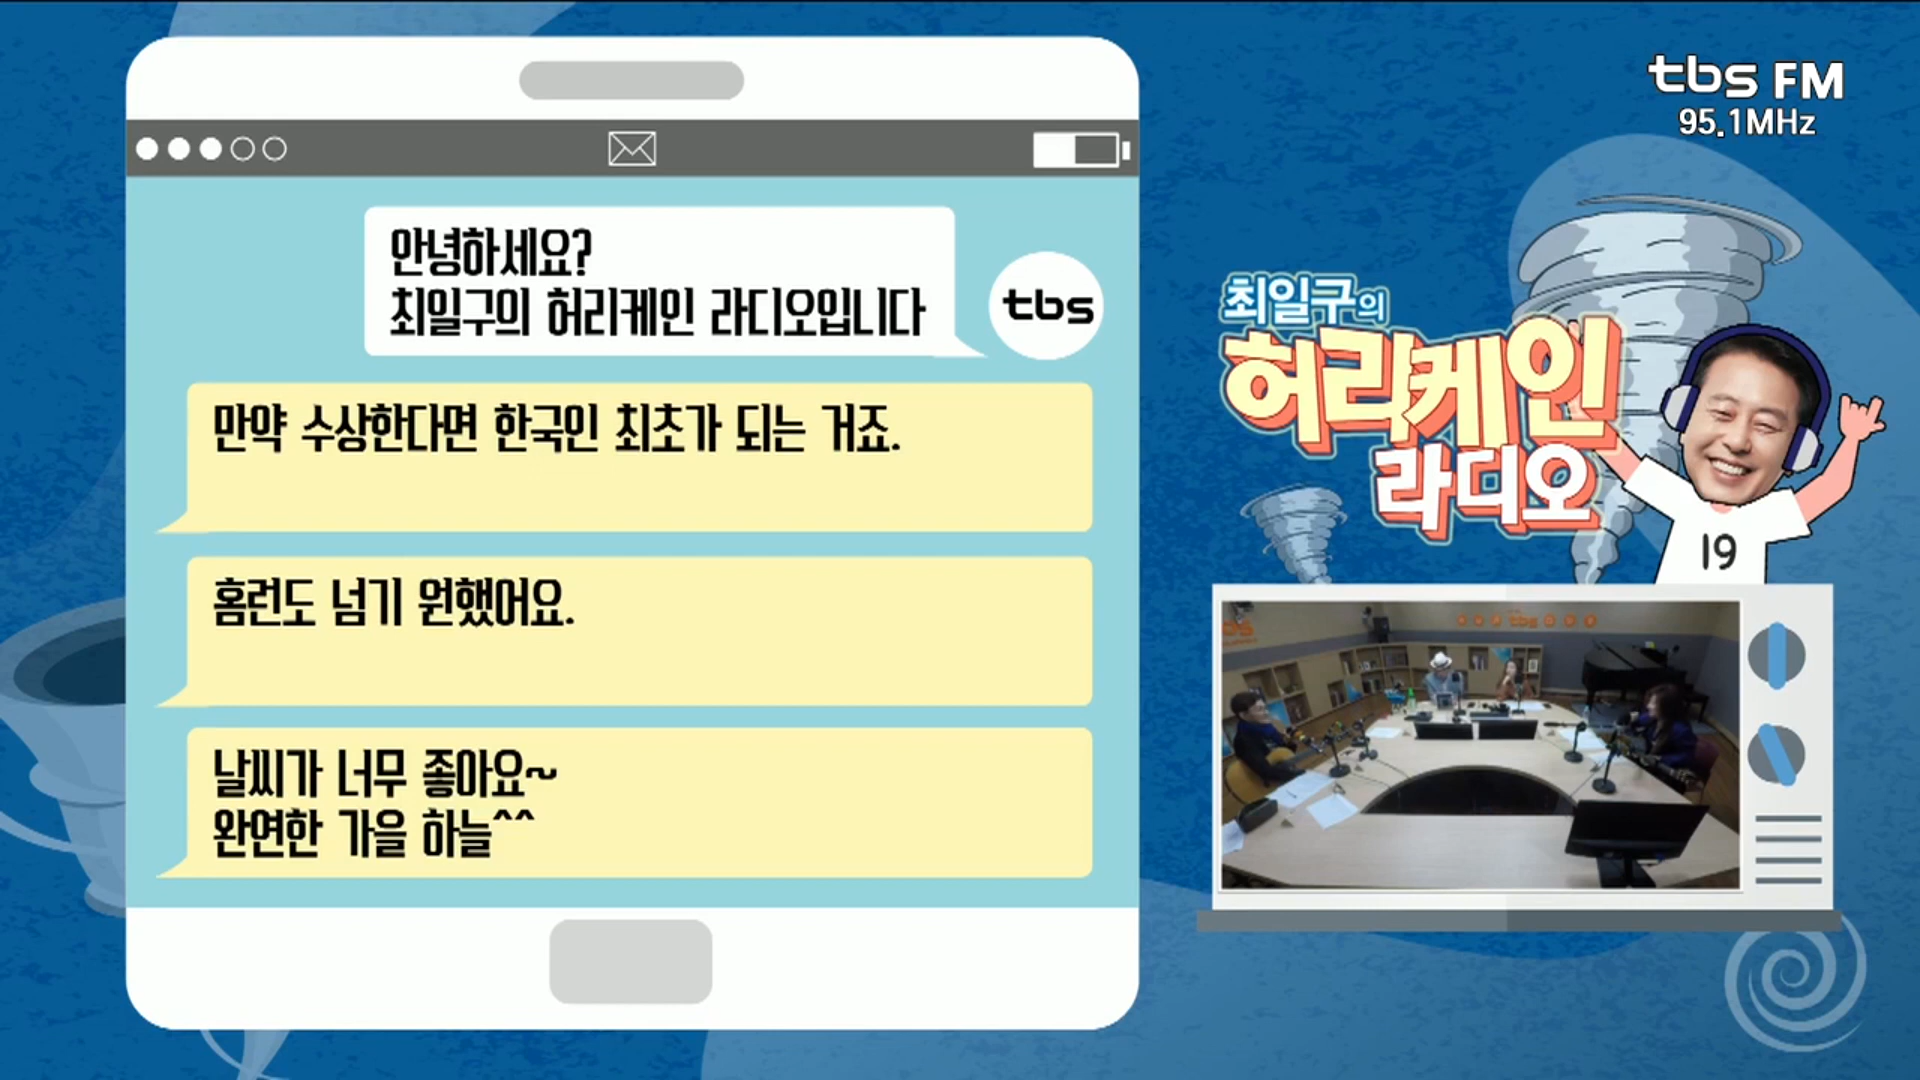 tbs FM
95.1MHz
안녕하세요?
최일구의 허리케인 라디오입니다
tbs
만약 수상한다면 한국인 최초가 되는 거죠.
홈런도 넘기 원했어요.
날씨가 너무 좋아요~
완연한 가을 하늘^^
최일구의
허리케인
라디오
19
tbs